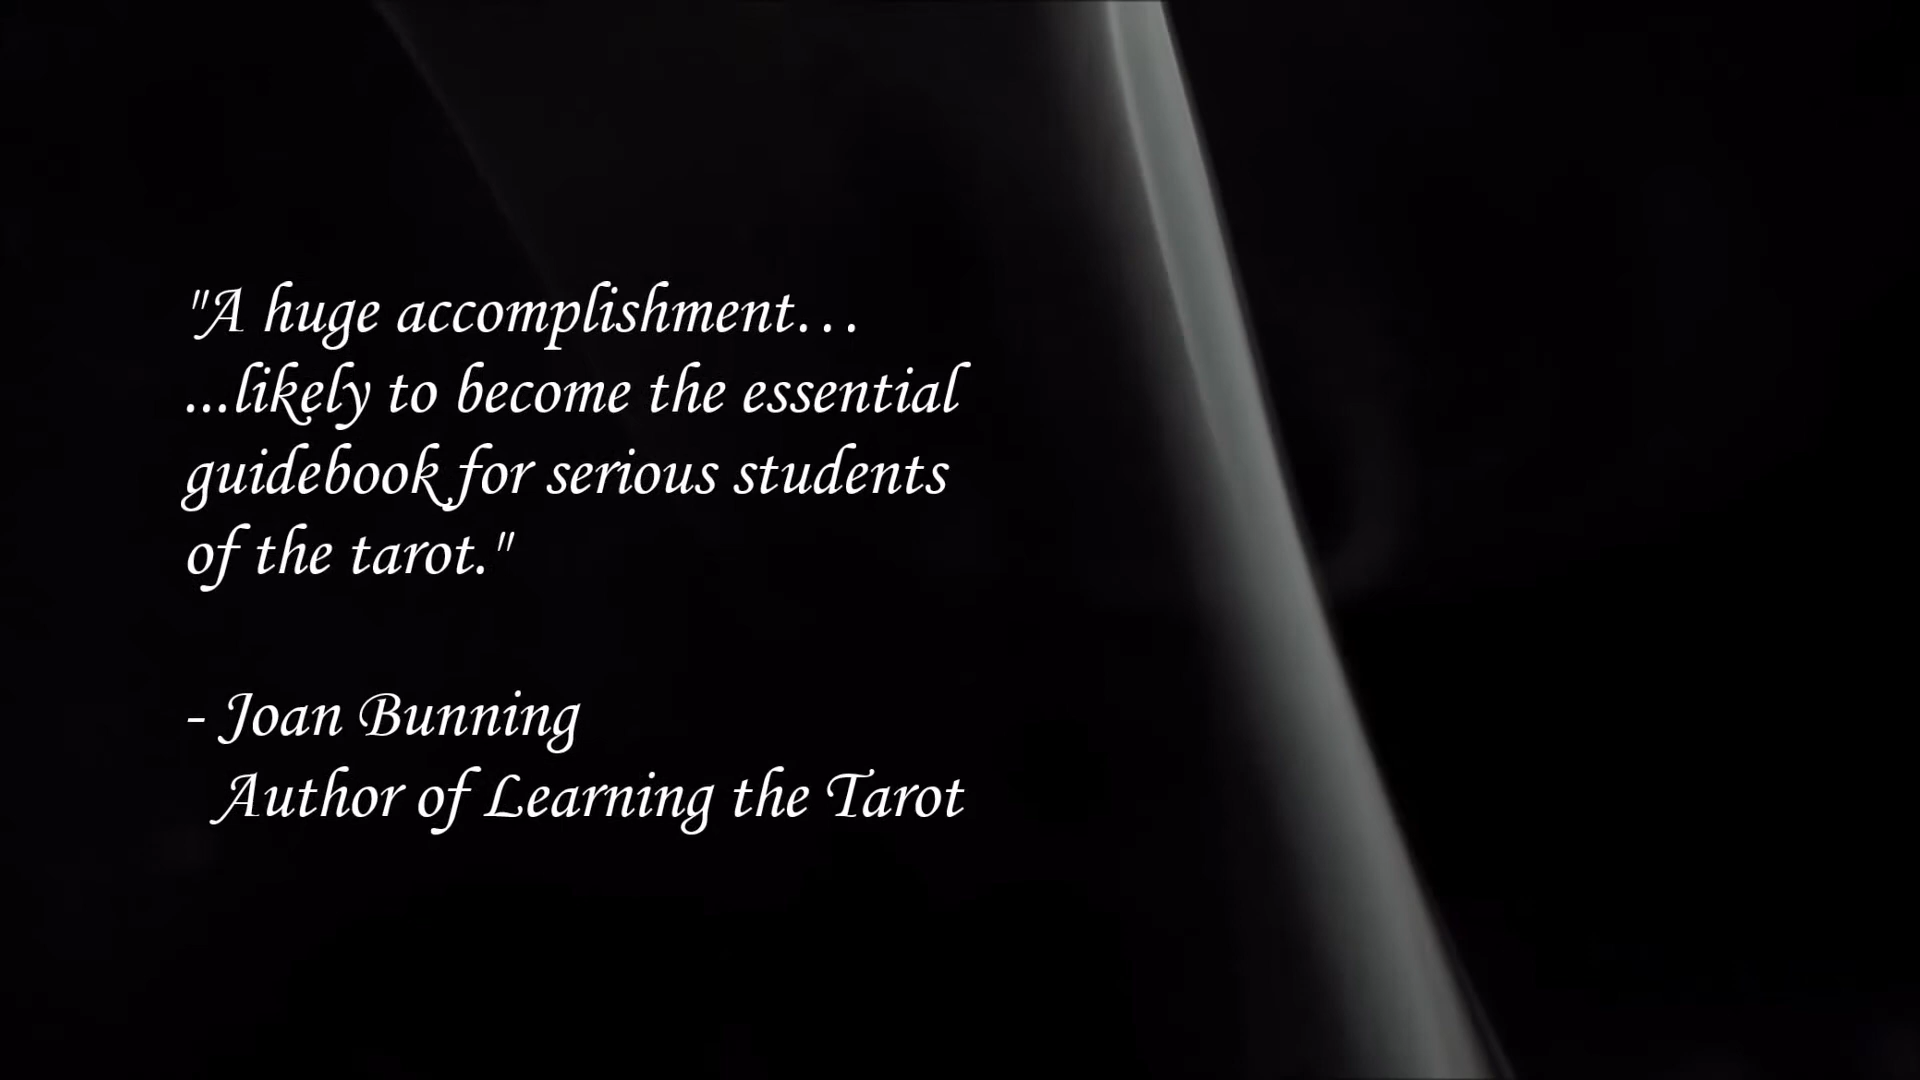 "A huge accomplishment…
...likely to become the essential
guidebook for serious students
of the tarot."
- Joan Bunning
Author of Learning the Tarot